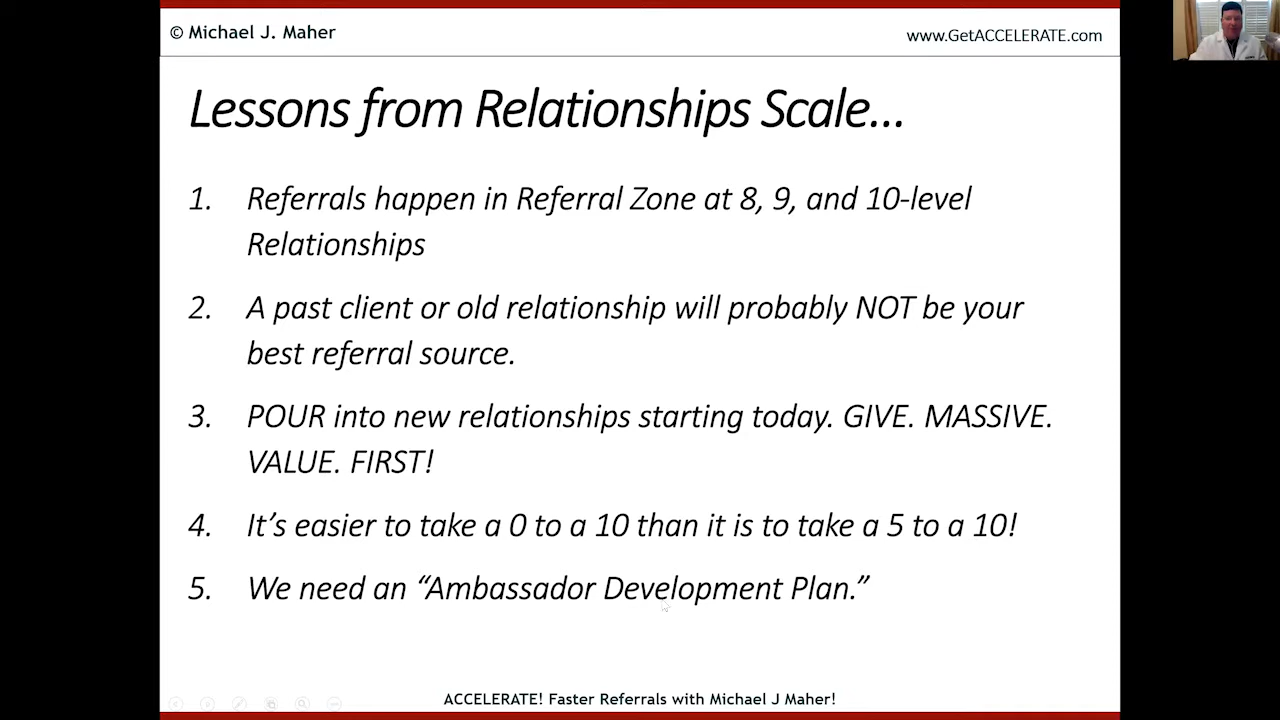 © Michael J. Maher
www.GetACCELERATE.com
Lessons from Relationships Scale...
1. Referrals happen in Referral Zone at 8, 9, and 10-level
Relationships
2. A past client or old relationship will probably NOT be your
best referral source.
3. POUR into new relationships starting today. GIVE. MASSIVE.
VALUE. FIRST!
4. It’s easier to take a 0 to a 10 than it is to take a 5 to a 10!
5. We need an “Ambassador Development Plan.”
ACCELERATE! Faster Referrals with Michael J Maher!